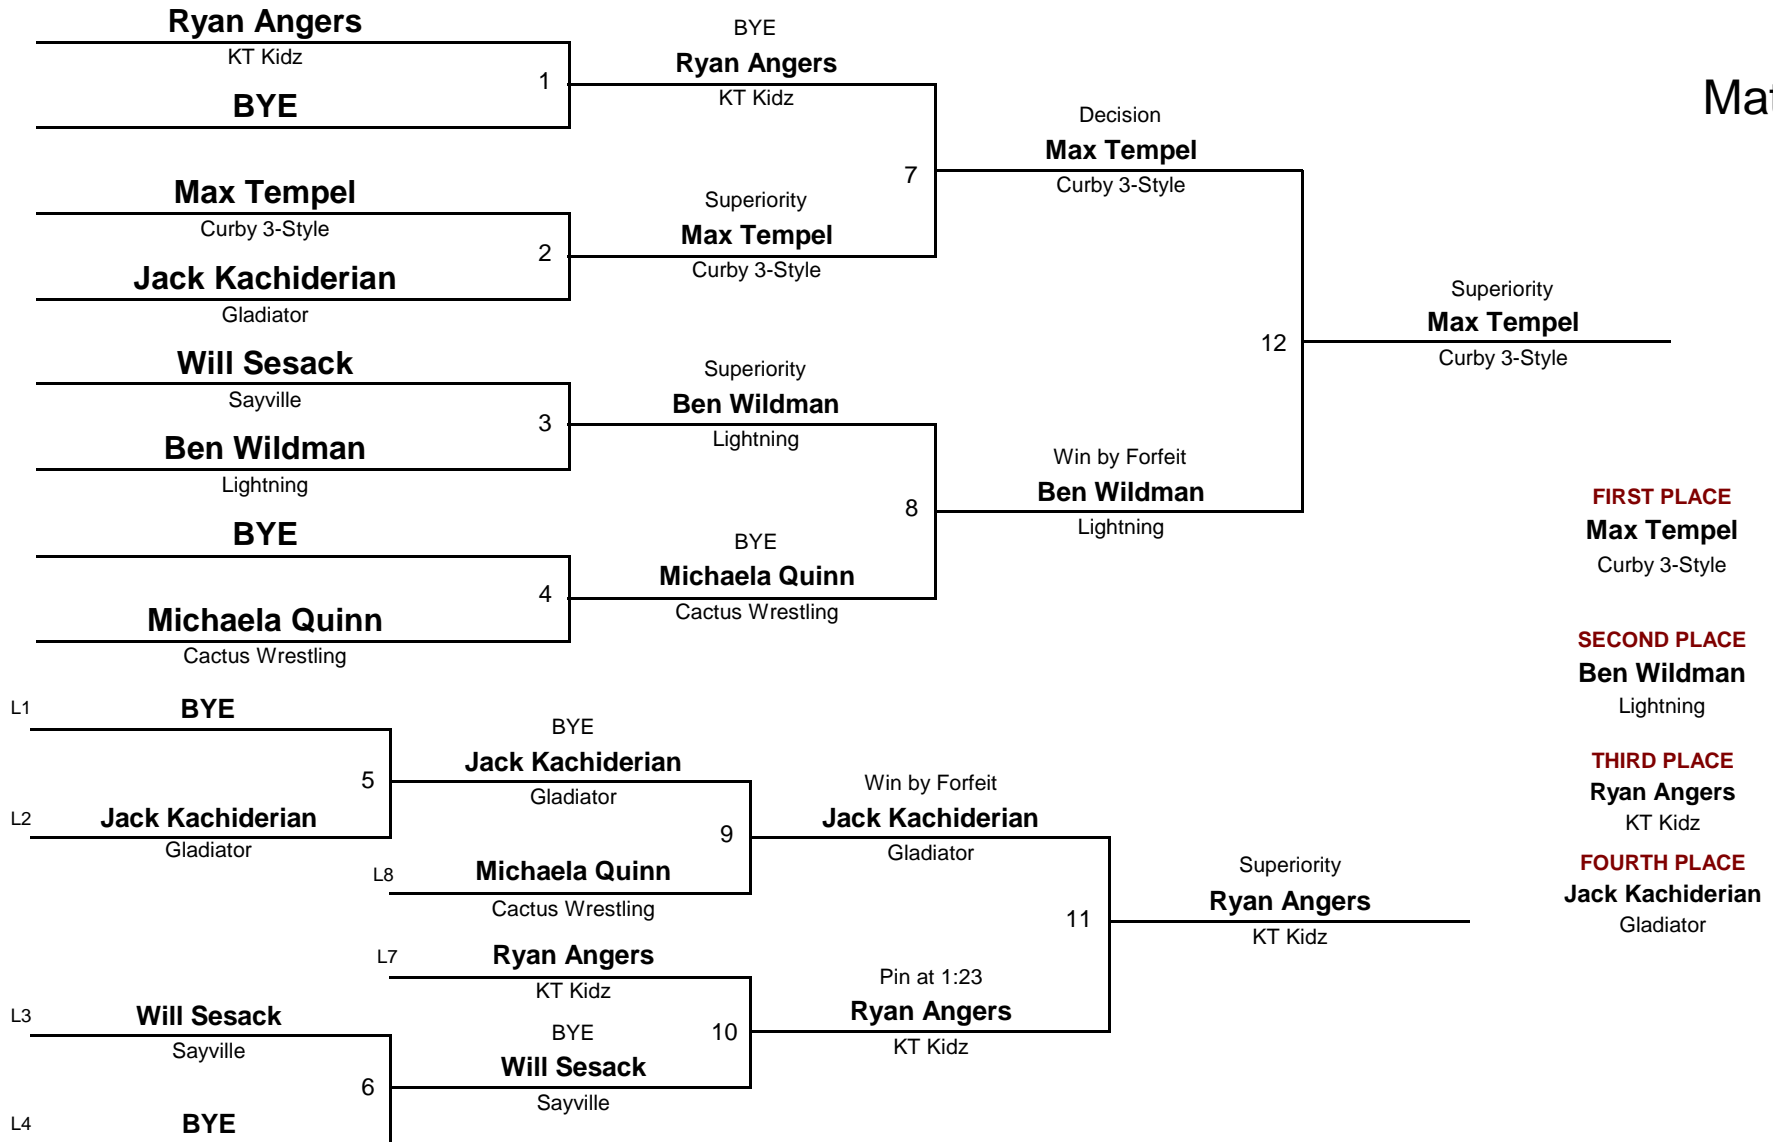 Ryan Angers
KT Kidz
1
BYE
BYE
Ryan Angers
KT Kidz
Max Tempel
Curby 3-Style
2
Jack Kachiderian
Gladiator
Superiority
Max Tempel
Curby 3-Style
7
Decision
Max Tempel
Curby 3-Style
Will Sesack
Sayville
3
Ben Wildman
Lightning
Superiority
Ben Wildman
Lightning
BYE
4
Michaela Quinn
Cactus Wrestling
BYE
Michaela Quinn
Cactus Wrestling
8
Win by Forfeit
Ben Wildman
Lightning
12
Superiority
Max Tempel
Curby 3-Style
Mat
FIRST PLACE
Max Tempel
Curby 3-Style
SECOND PLACE
Ben Wildman
Lightning
THIRD PLACE
Ryan Angers
KT Kidz
FOURTH PLACE
Jack Kachiderian
Gladiator
L1
BYE
5
L2
Jack Kachiderian
Gladiator
BYE
Jack Kachiderian
Gladiator
9
L8
Michaela Quinn
Cactus Wrestling
Win by Forfeit
Jack Kachiderian
Gladiator
L7
Ryan Angers
KT Kidz
10
L3
Will Sesack
Sayville
6
L4
BYE
BYE
Will Sesack
Sayville
Pin at 1:23
Ryan Angers
KT Kidz
11
Superiority
Ryan Angers
KT Kidz